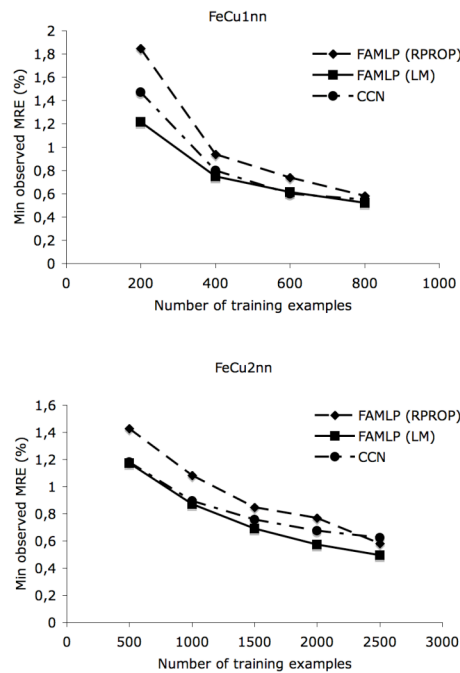 FeCu1nn
2
1,8
1,6
1,4
1,2
1
0,8
0,6
0,4
0,2
0
Min observed MRE (%)
FAMLP (RPROP)
FAMLP (LM)
CCN
0 200 400 600 800 1000
Number of training examples
FeCu2nn
1,6
1,4
1,2
1
0,8
0,6
0,4
0,2
0
Min observed MRE (%)
FAMLP (RPROP)
FAMLP (LM)
CCN
0 500 1000 1500 2000 2500 3000
Number of training examples